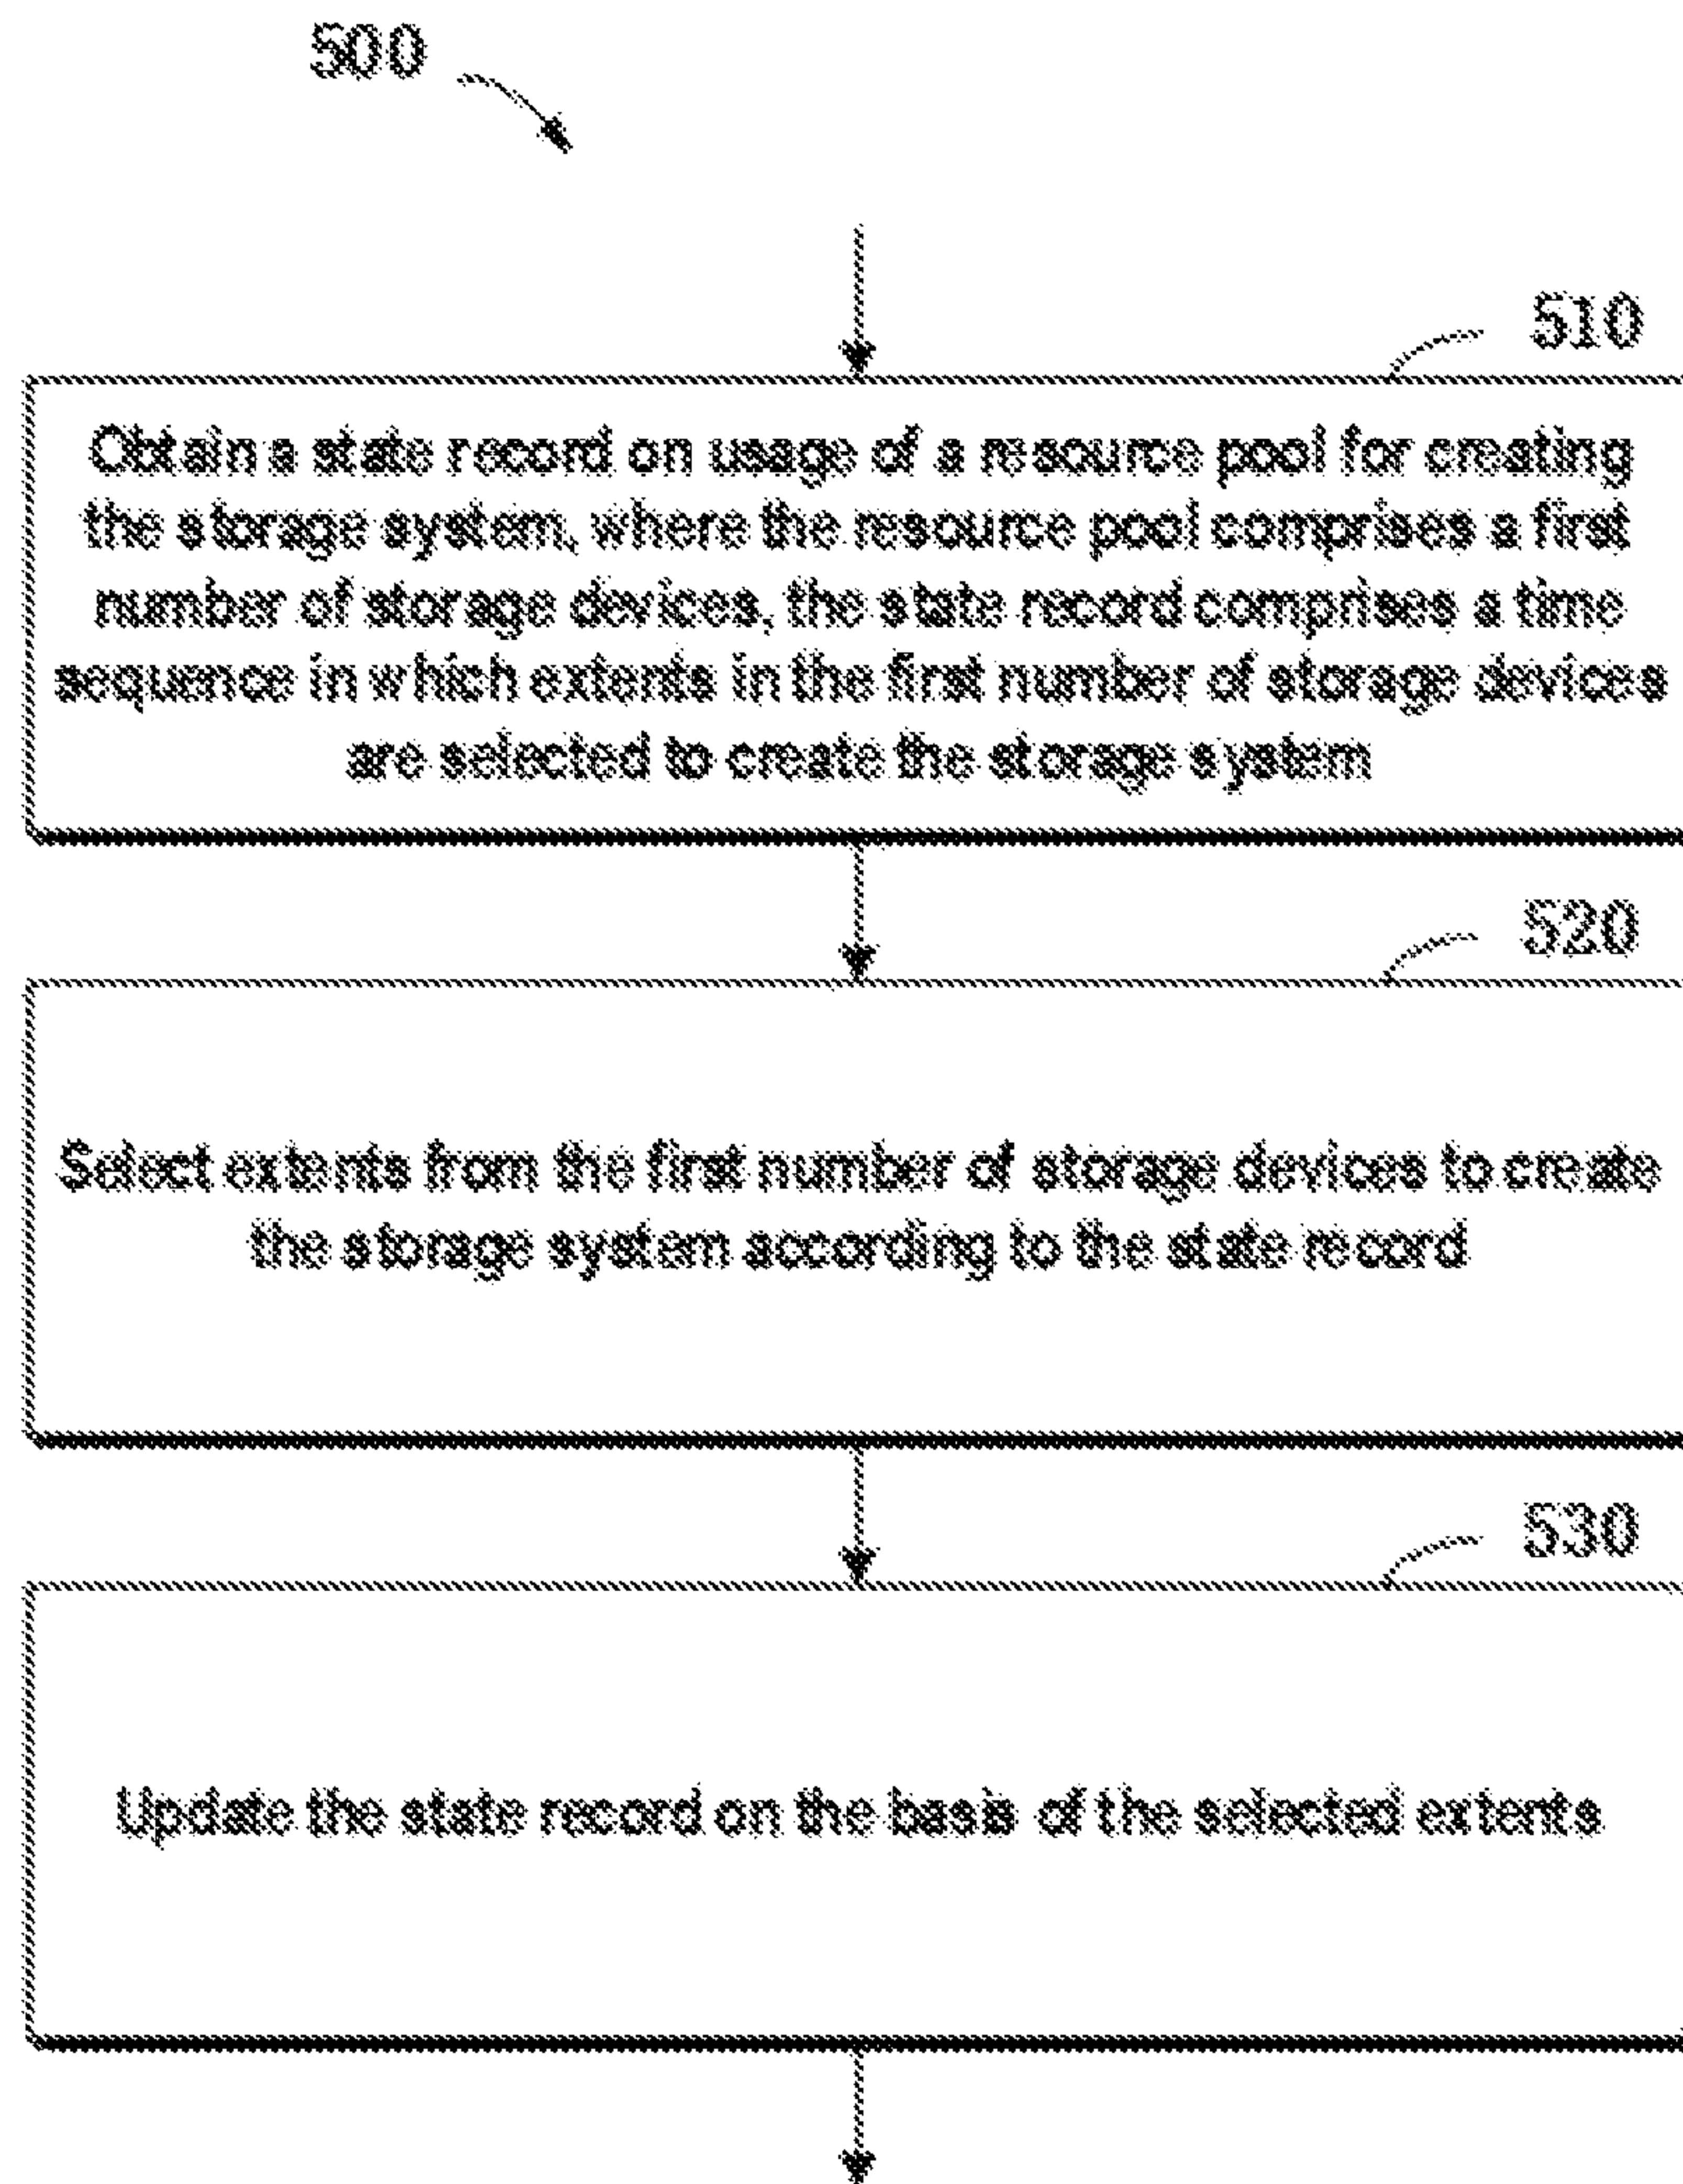 500
510
Obtain a state record on usage of a resource pool for creating
the storage system, where the resource pool comprises a first
number of storage devices, the state record comprises a time
sequence in which extents in the first number of storage devices
are selected to create the storage system
520
Select extents from the first number of storage devices to create
the storage system according to the state record
530
Update the state record on the basis of the selected extents